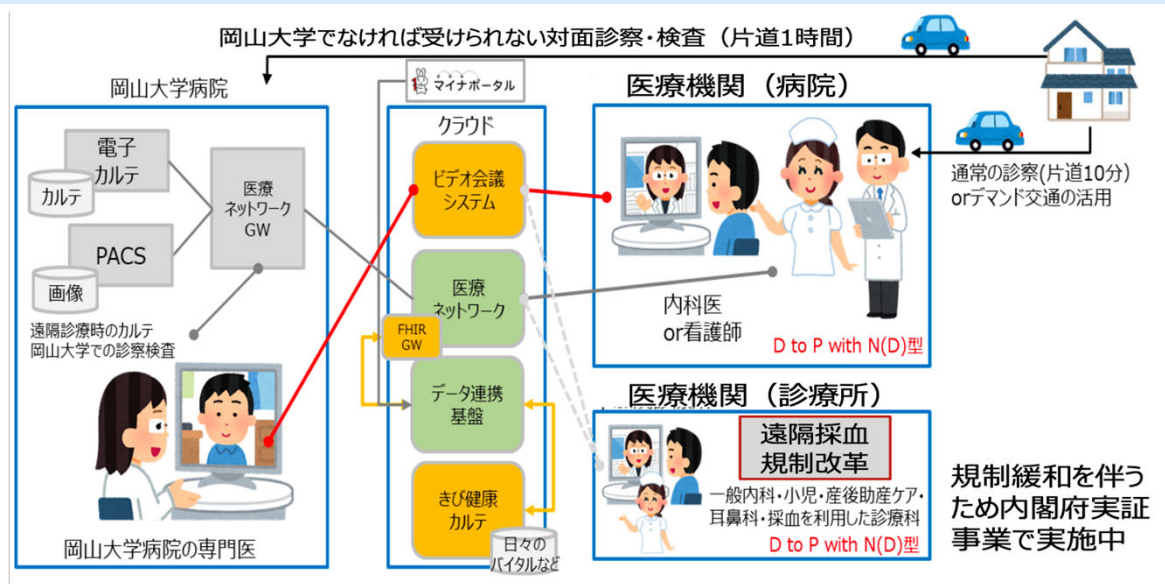 岡山大学でなければ受けられない対面診察・検査（片道1時間）
マイナポータル
岡山大学病院
電子
カルテ
カルテ
PACS
画像
医療
ネットワーク
GW
遠隔診療時のカルテ
岡山大学での診察検査
岡山大学病院の専門医
クラウド
ビデオ会議
システム
医療
ネットワーク
FHIR
GW
データ連携
基盤
きび健康
カルテ
日々の
バイタルなど
医療機関（病院）
内科医
or看護師
D to P with N(D)型
通常の診察(片道10分)
orデマンド交通の活用
医療機関（診療所）
遠隔採血
規制改革
一般内科・小児・産後助産ケア・
耳鼻科・採血を利用した診療科
D to P with N(D)型
規制緩和を伴う
ため内閣府実証
事業で実施中